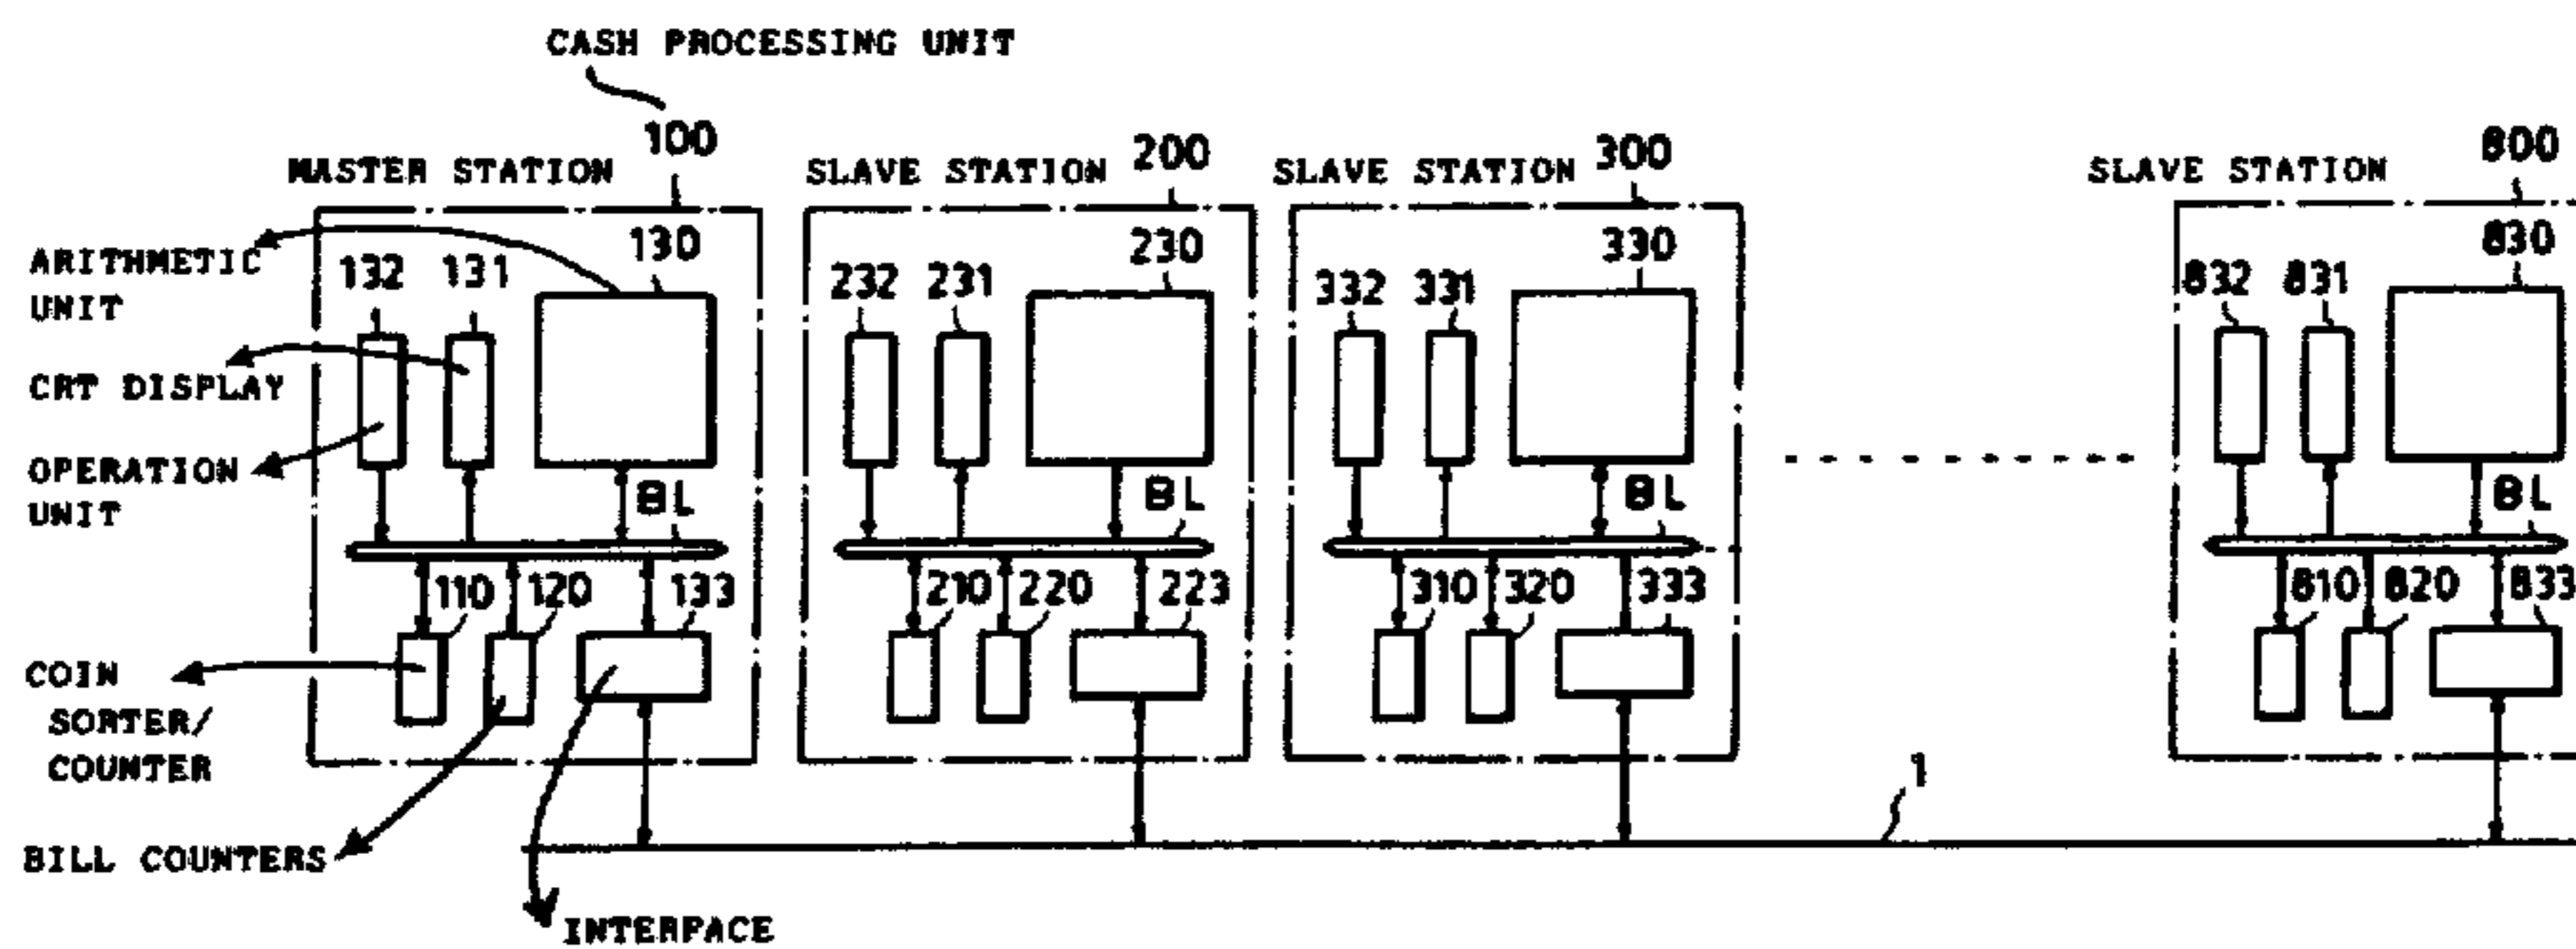 CASH PROCESSING UNIT
100
MASTER STATION
SLAVE STATION 200
SLAVE STATION 300
SLAVE STATION 800
ARITHMETIC
UNIT
132 131 130
232 231 230
332 331 330
832 831 830
CRT DISPLAY
OPERATION
UNIT
BL
BL
BL
BL
110 120 133
210 220 223
310 320 333
810 820 833
COIN
SORTER/
COUNTER
1
BILL COUNTERS
INTERFACE